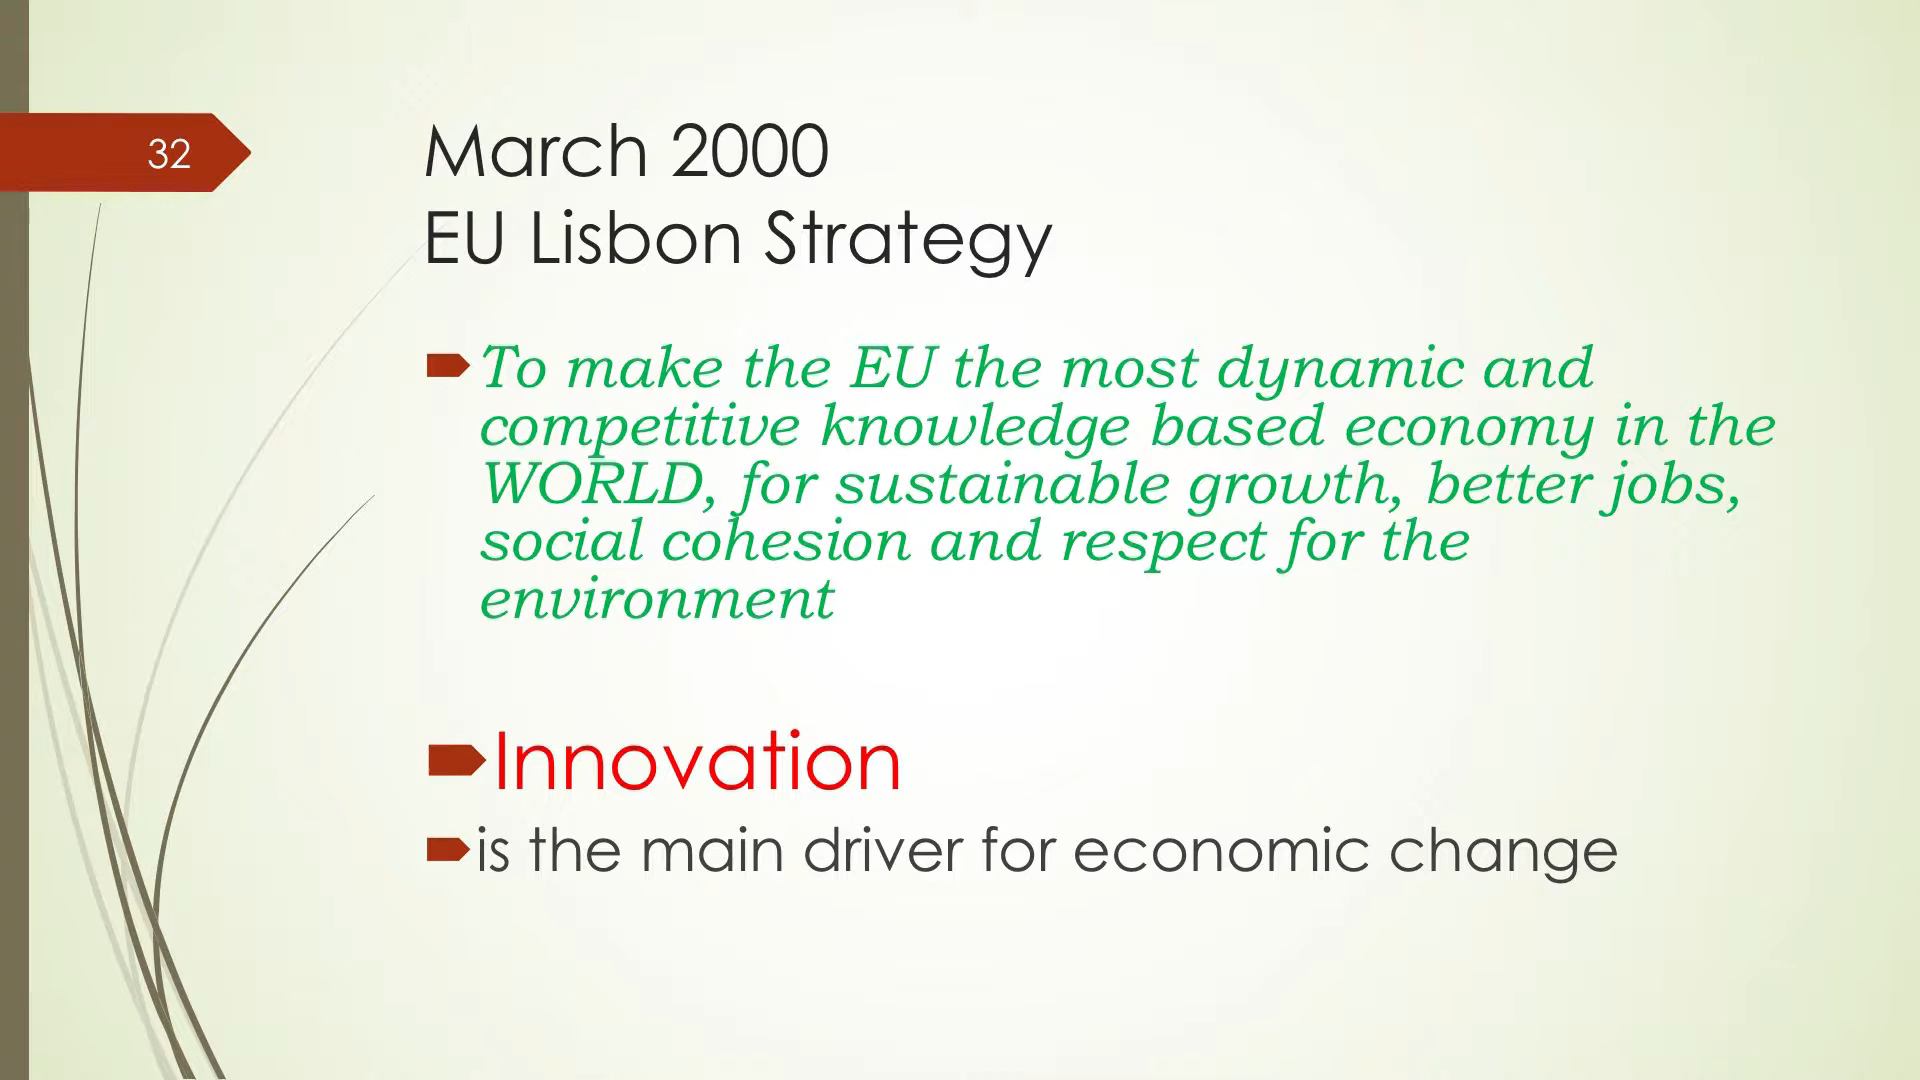 32
March 2000
EU Lisbon Strategy
To make the EU the most dynamic and
competitive knowledge based economy in the
WORLD, for sustainable growth, better jobs,
social cohesion and respect for the
environment
Innovation
is the main driver for economic change